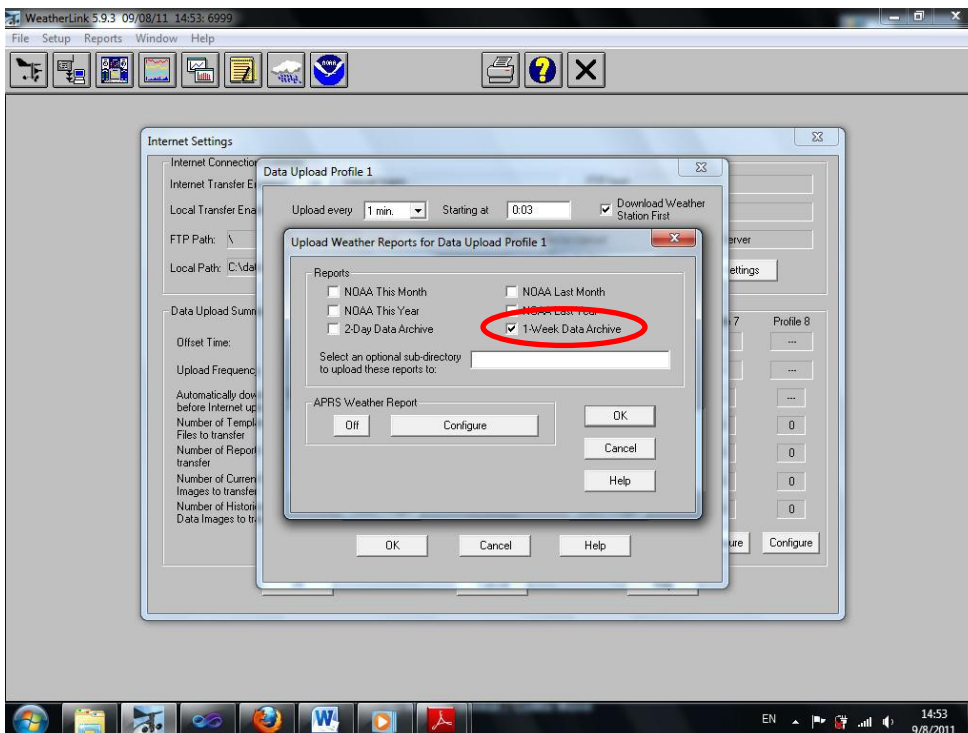 WeatherLink 5.9.3 09/08/11 14:53: 6999
File Setup Reports Window Help
Internet Settings
Internet Connection
Internet Transfer E
Local Transfer Ena
FTP Path: \
Local Path: C:\da
erver
ettings
Data Upload Summ
Offset Time:
Upload Frequenc
Automatically dow
before Internet up
Number of Templ
Files to transfer
Number of Report
transfer
Number of Curren
Images to transfer
Number of Histori
Data Images to tr
7 Profile 8
---
---
---
0
0
0
0
ure Configure
Data Upload Profile 1
Upload every 1 min. Starting at 0:03 Download Weather
Station First
OK Cancel Help
Upload Weather Reports for Data Upload Profile 1
Reports
NOAA This Month NOAA Last Month
NOAA This Year NOAA Last Year
2-Day Data Archive 1-Week Data Archive
Select an optional sub-directory
to upload these reports to:
APRS Weather Report
Off Configure
OK
Cancel
Help
EN 14:53
9/8/2011